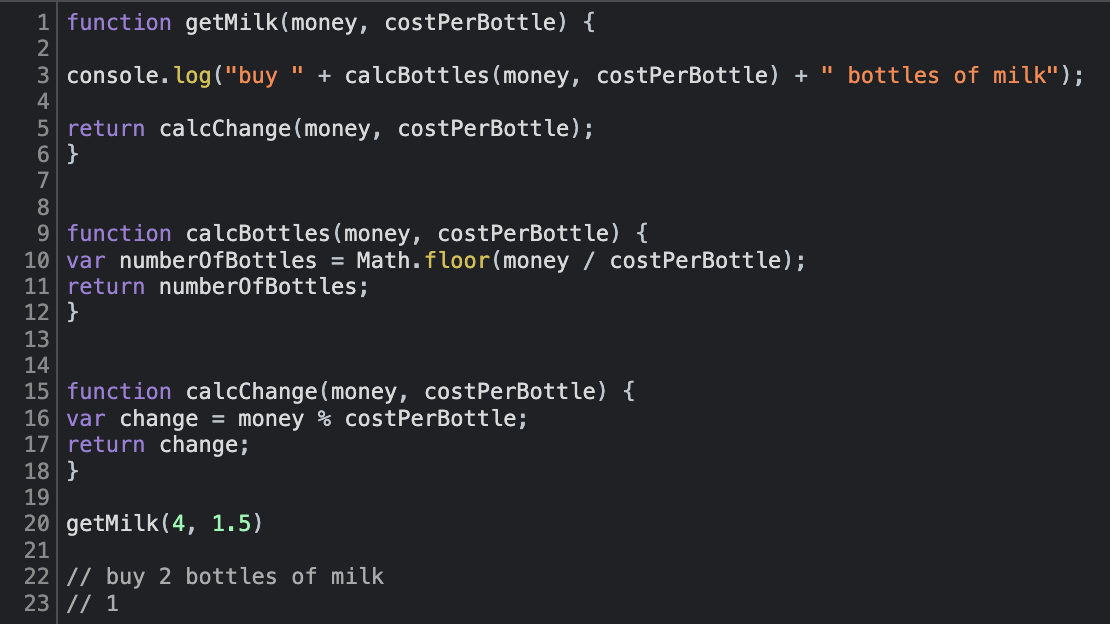 1 function getMilk(money, costPerBottle) {
2
3 console.log("buy " + calcBottles(money, costPerBottle) + " bottles of milk");
4
5 return calcChange(money, costPerBottle);
6 }
7
8
9 function calcBottles(money, costPerBottle) {
10 var numberOfBottles = Math.floor(money / costPerBottle);
11 return numberOfBottles;
12 }
13
14
15 function calcChange(money, costPerBottle) {
16 var change = money % costPerBottle;
17 return change;
18 }
19
20 getMilk(4, 1.5)
21
22 // buy 2 bottles of milk
23 // 1